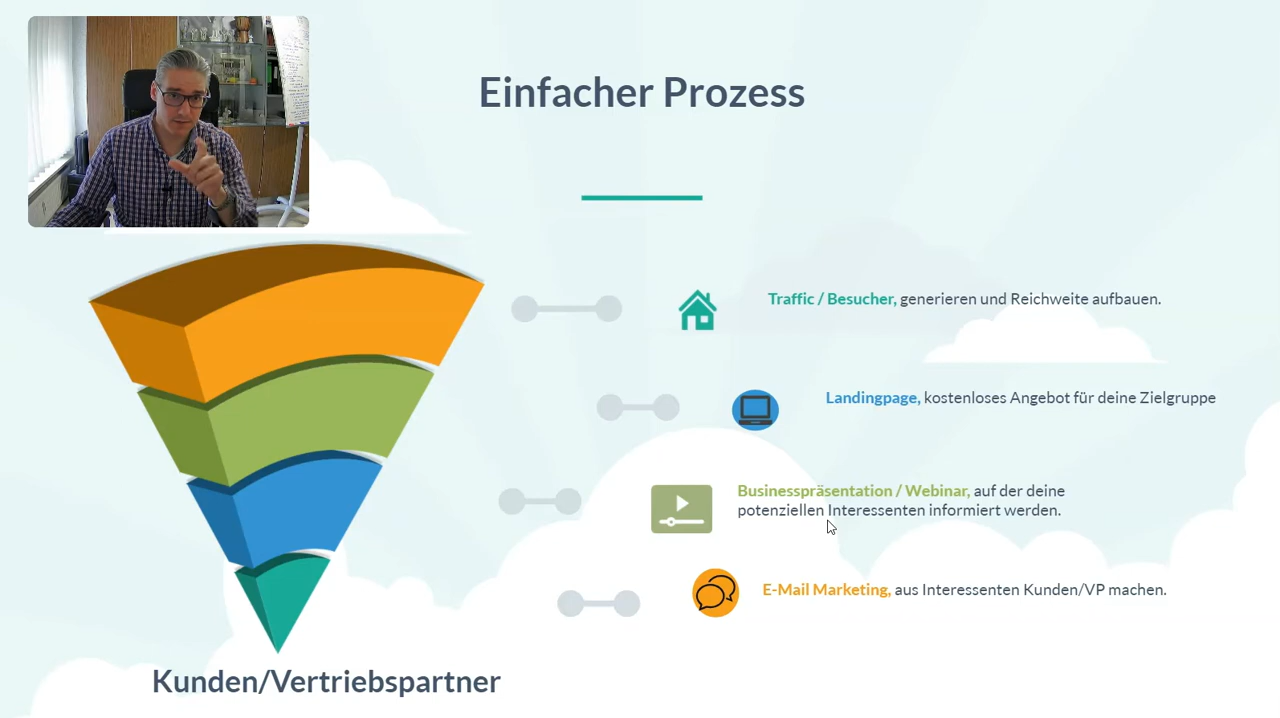 Einfacher Prozess
Traffic / Besucher, generieren und Reichweite aufbauen.
Landingpage, kostenloses Angebot für deine Zielgruppe
Businesspräsentation / Webinar, auf der deine
potenziellen Interessenten informiert werden.
E-Mail Marketing, aus Interessenten Kunden/VP machen.
Kunden/Vertriebspartner